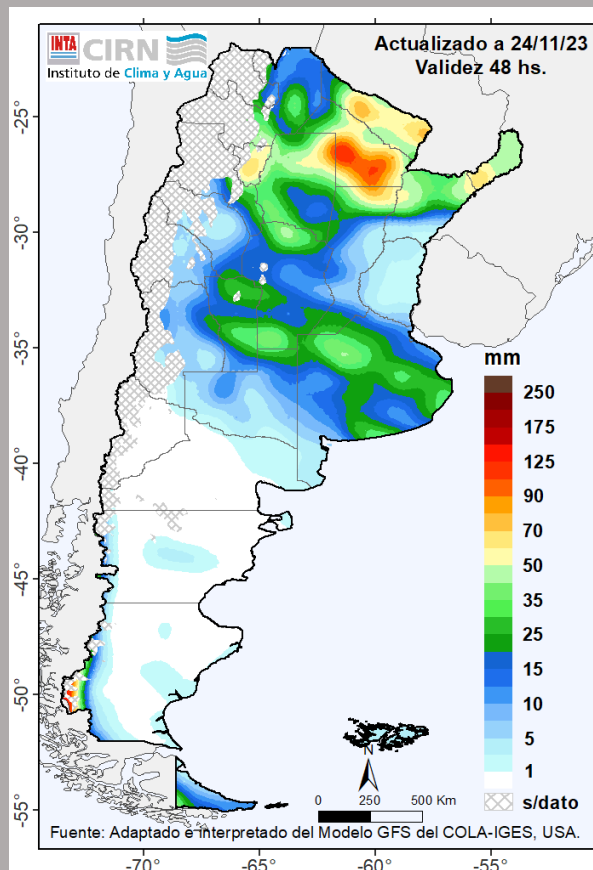 INTA CIRN
Instituto de Clima y Agua
Actualizado a 24/11/23
Validez 48 hs.
-25°
-30°
-35°
-40°
-45°
-50°
-55°
mm
250
175
125
90
70
50
35
25
15
10
5
1
s/dato
N
0 250 500 Km
Fuente: Adaptado e interpretado del Modelo GFS del COLA-IGES, USA.
-70° -65° -60° -55°